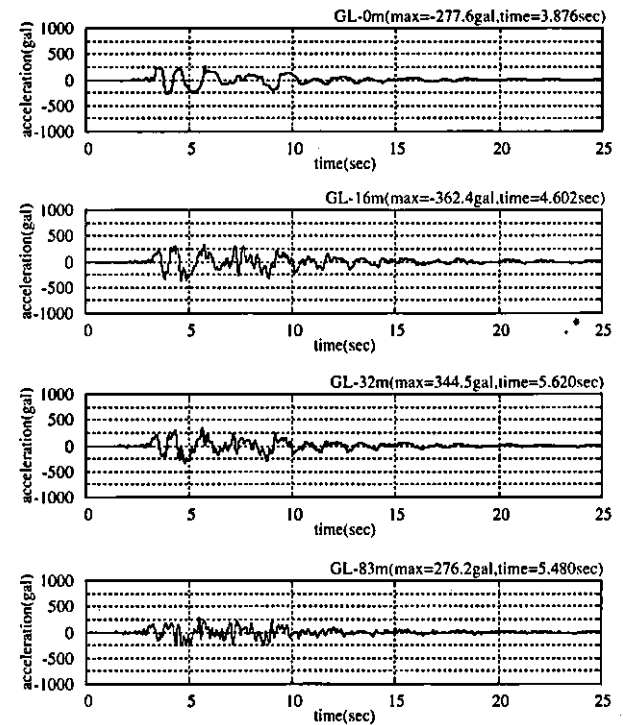 GL-0m(max=-277.6gal,time=3.876sec)
acceleration(gal)
1000
500
0
-500
-1000
0 5 10 15 20 25
time(sec)
GL-16m(max=-362.4gal,time=4.602sec)
acceleration(gal)
1000
500
0
-500
-1000
0 5 10 15 20 25
time(sec)
GL-32m(max=344.5gal,time=5.620sec)
acceleration(gal)
1000
500
0
-500
-1000
0 5 10 15 20 25
time(sec)
GL-83m(max=276.2gal,time=5.480sec)
acceleration(gal)
1000
500
0
-500
-1000
0 5 10 15 20 25
time(sec)